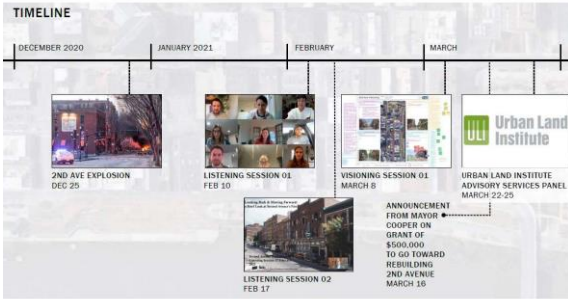 TIMELINE
DECEMBER 2020
JANUARY 2021
FEBRUARY
MARCH
2ND AVE EXPLOSION
DEC 25
LISTENING SESSION 01
FEB 10
VISIONING SESSION 01
MARCH 8
ULI
Urban Land
Institute
URBAN LAND INSTITUTE
ADVISORY SERVICES PANEL
MARCH 22-25
LISTENING SESSION 02
FEB 17
ANNOUNCEMENT
FROM MAYOR
COOPER ON
GRANT OF
$500,000
TO GO TOWARD
REBUILDING
2ND AVENUE
MARCH 16